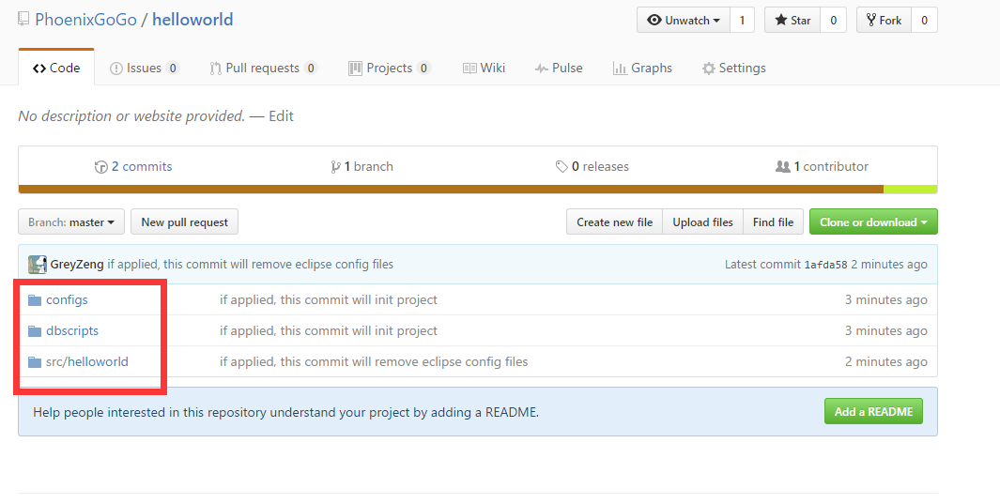 PhoenixGoGo / helloworld
Unwatch 1 Star 0 Fork 0
Code Issues 0 Pull requests 0 Projects 0 Wiki Pulse Graphs Settings
No description or website provided. — Edit
2 commits 1 branch 0 releases 1 contributor
Branch: master New pull request Create new file Upload files Find file Clone or download
GreyZeng if applied, this commit will remove eclipse config files Latest commit 1afda58 2 minutes ago
configs if applied, this commit will init project 3 minutes ago
dbscripts if applied, this commit will init project 3 minutes ago
src/helloworld if applied, this commit will remove eclipse config files 2 minutes ago
Help people interested in this repository understand your project by adding a README. Add a README